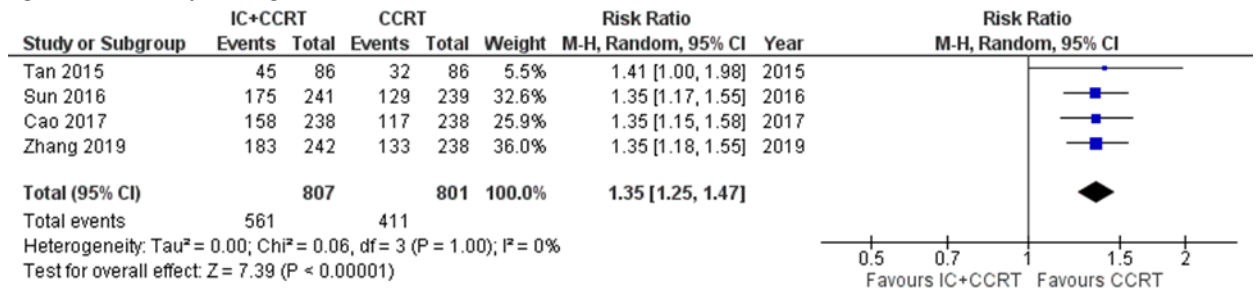 IC+CCRT CCRT Risk Ratio Risk Ratio
Study or Subgroup Events Total Events Total Weight M-H, Random, 95% CI Year M-H, Random, 95% CI
Tan 2015 45 86 32 86 5.5% 1.41 [1.00, 1.98] 2015
Sun 2016 175 241 129 239 32.6% 1.35 [1.17, 1.55] 2016
Cao 2017 158 238 117 238 25.9% 1.35 [1.15, 1.58] 2017
Zhang 2019 183 242 133 238 36.0% 1.35 [1.18, 1.55] 2019
Total (95% CI) 807 801 100.0% 1.35 [1.25, 1.47]
Total events 561 411
Heterogeneity: Tau² = 0.00; Chi² = 0.06, df = 3 (P = 1.00); I² = 0%
Test for overall effect: Z = 7.39 (P < 0.00001)
0.5 0.7 1 1.5 2
Favours IC+CCRT Favours CCRT